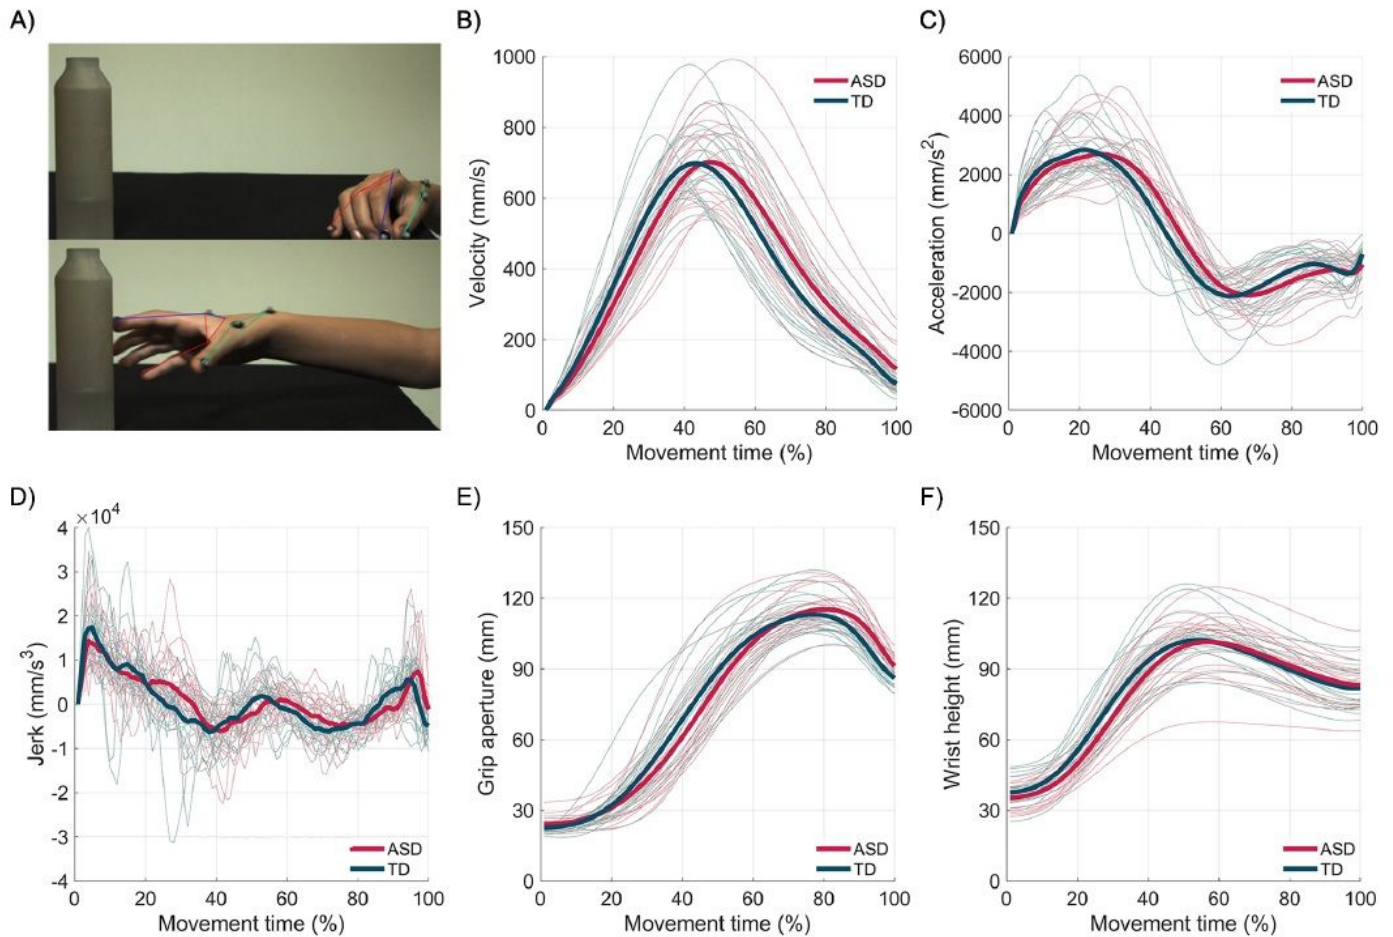 A)
B)
1000
800
600
400
200
0
Velocity (mm/s)
ASD
TD
0 20 40 60 80 100
Movement time (%)
C)
6000
4000
2000
0
-2000
-4000
-6000
Acceleration (mm/s²)
ASD
TD
0 20 40 60 80 100
Movement time (%)
D)
×10⁴
4
3
2
1
0
-1
-2
-3
-4
Jerk (mm/s³)
ASD
TD
0 20 40 60 80 100
Movement time (%)
E)
150
120
90
60
30
0
Grip aperture (mm)
ASD
TD
0 20 40 60 80 100
Movement time (%)
F)
150
120
90
60
30
0
Wrist height (mm)
ASD
TD
0 20 40 60 80 100
Movement time (%)